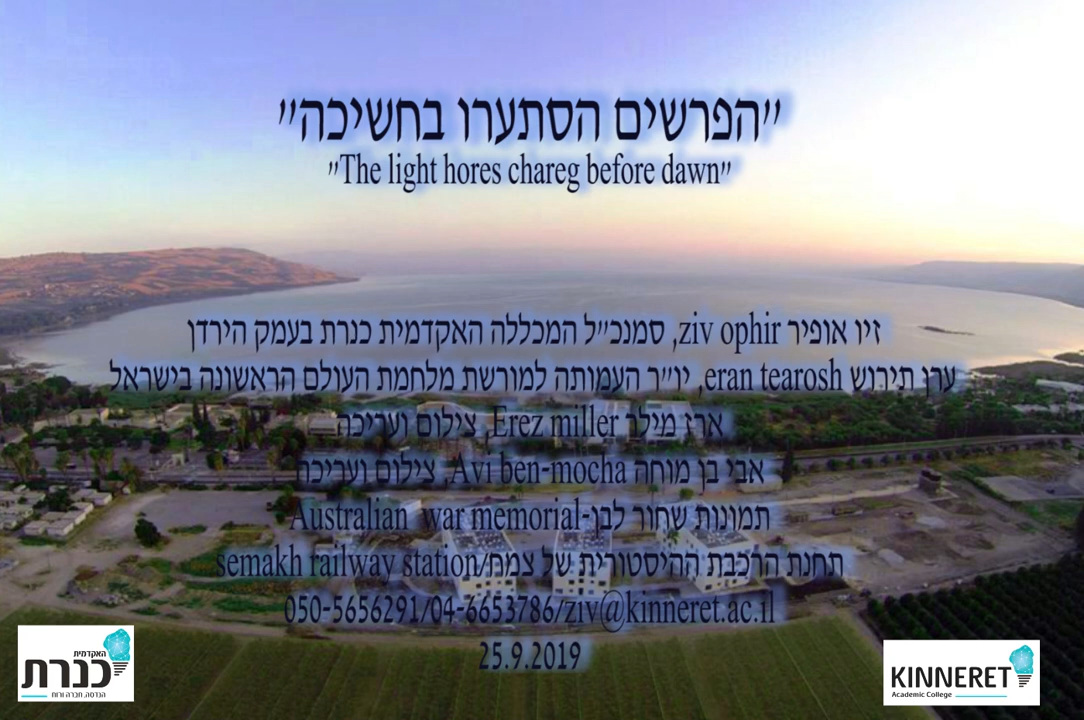 "הפרשים הסתערו בחשיכה"
"The light hores chareg before dawn"
זיו אופיר ziv ophir, סמנכ"ל המכללה האקדמית כנרת בעמק הירדן
ערן תירוש eran tearosh, יו"ר העמותה למורשת מלחמת העולם הראשונה בישראל
ארז מילר Erez miller, צילום ועריכה
אבי בן מוחה Avi ben-mocha, צילום ועריכה
תמונות שחור לבן-Australian war memorial
תחנת הרכבת ההיסטורית של צמח/semakh railway station
050-5656291/04-6653786/ziv@kinneret.ac.il
25.9.2019
האקדמית
כנרת
הנדסה, חברה ורוח
KINNERET
Academic College